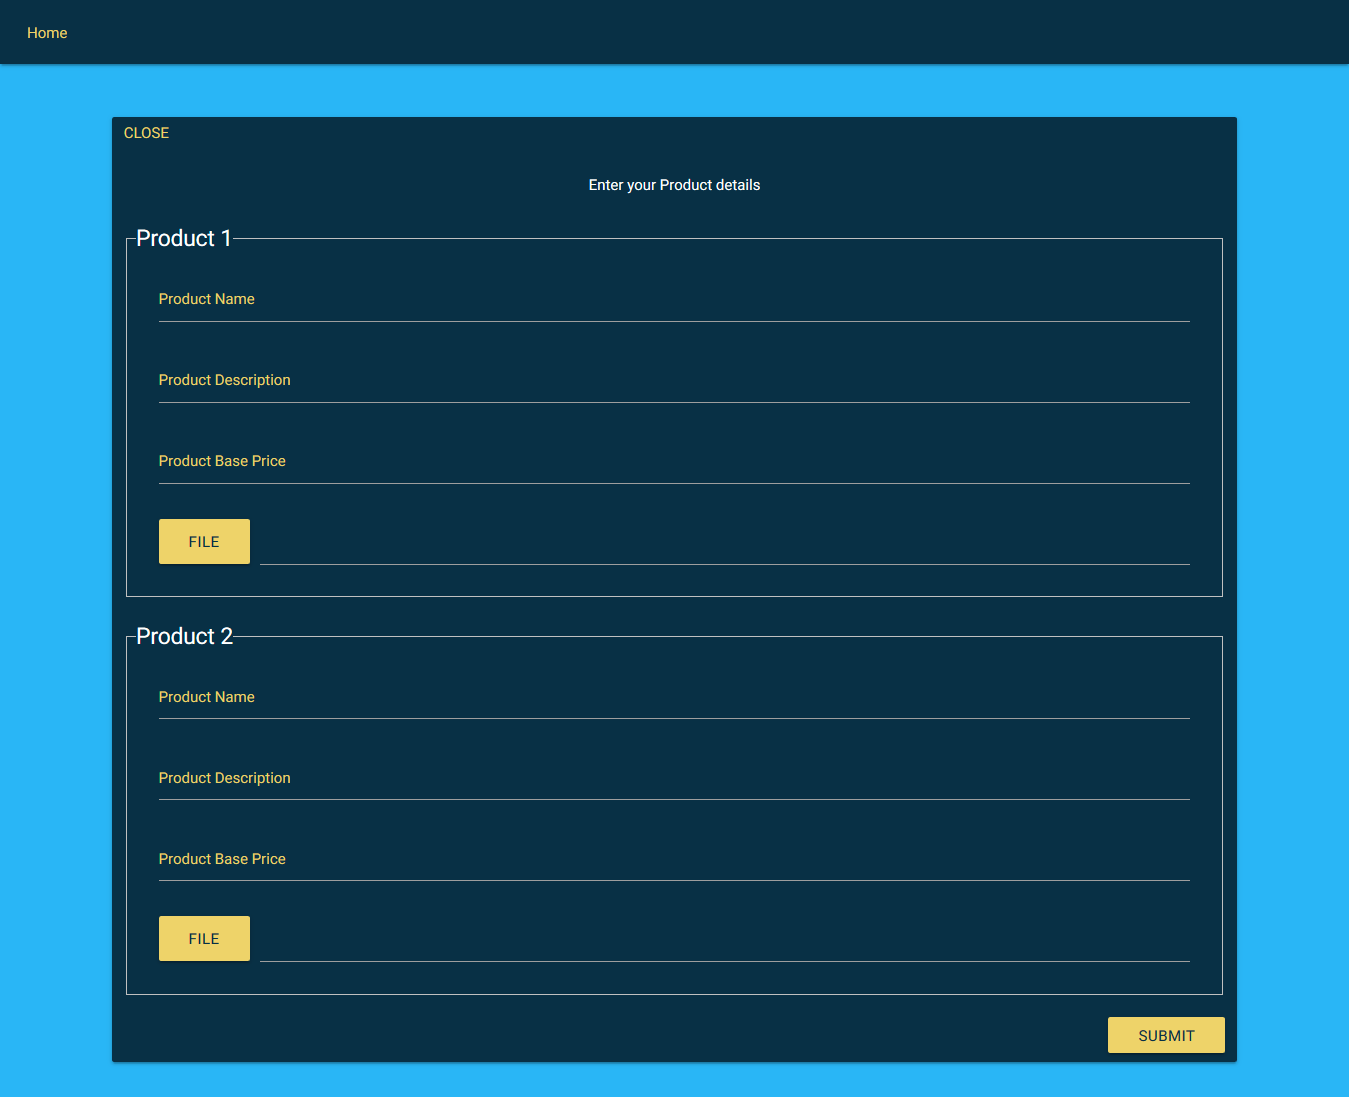 Home
CLOSE
Enter your Product details
Product 1
Product Name
Product Description
Product Base Price
FILE
Product 2
Product Name
Product Description
Product Base Price
FILE
SUBMIT